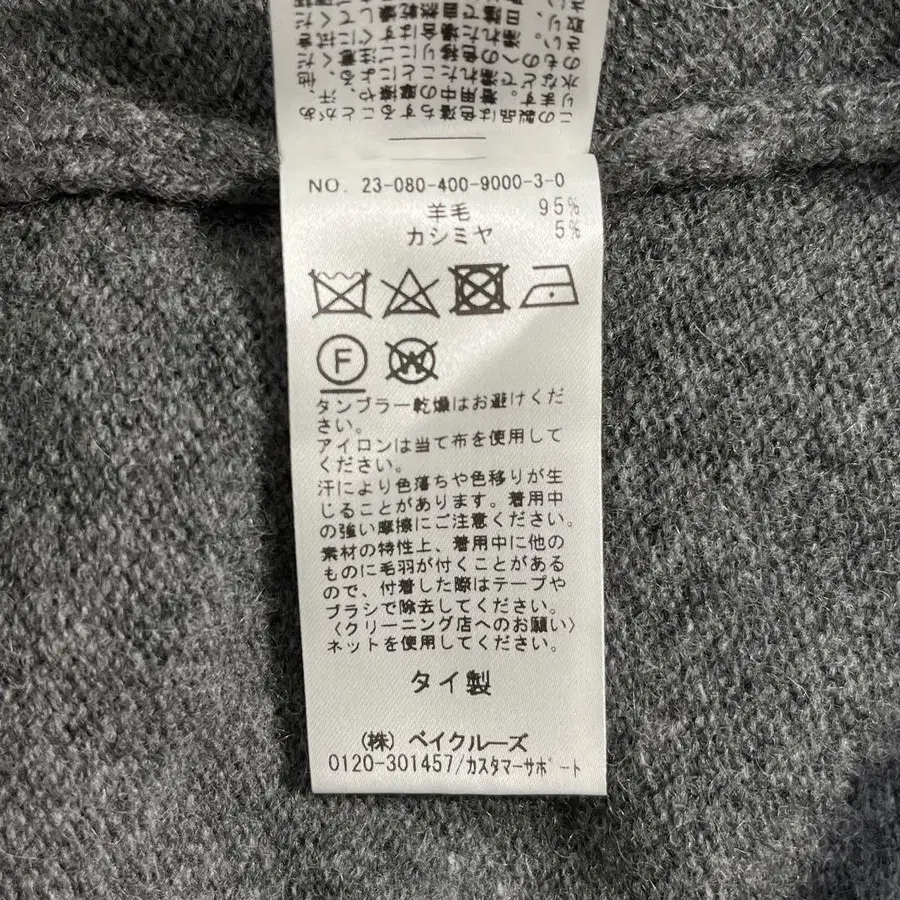 NO. 23-080-400-9000-3-0
羊毛 95%
カシミヤ 5%
F W
タンブラー乾燥はお避けくだ
さい。
アイロンは当て布を使用して
ください。
汗により色落ちや色移りが生
じることがあります。着用中
の強い摩擦にご注意ください。
素材の特性上、着用中に他の
ものに毛羽が付くことがある
ので、付着した際はテープや
ブラシで除去してください。
〈クリーニング店へのお願い〉
ネットを使用してください。
タイ製
(株) ベイクルーズ
0120-301457/カスタマーサポート